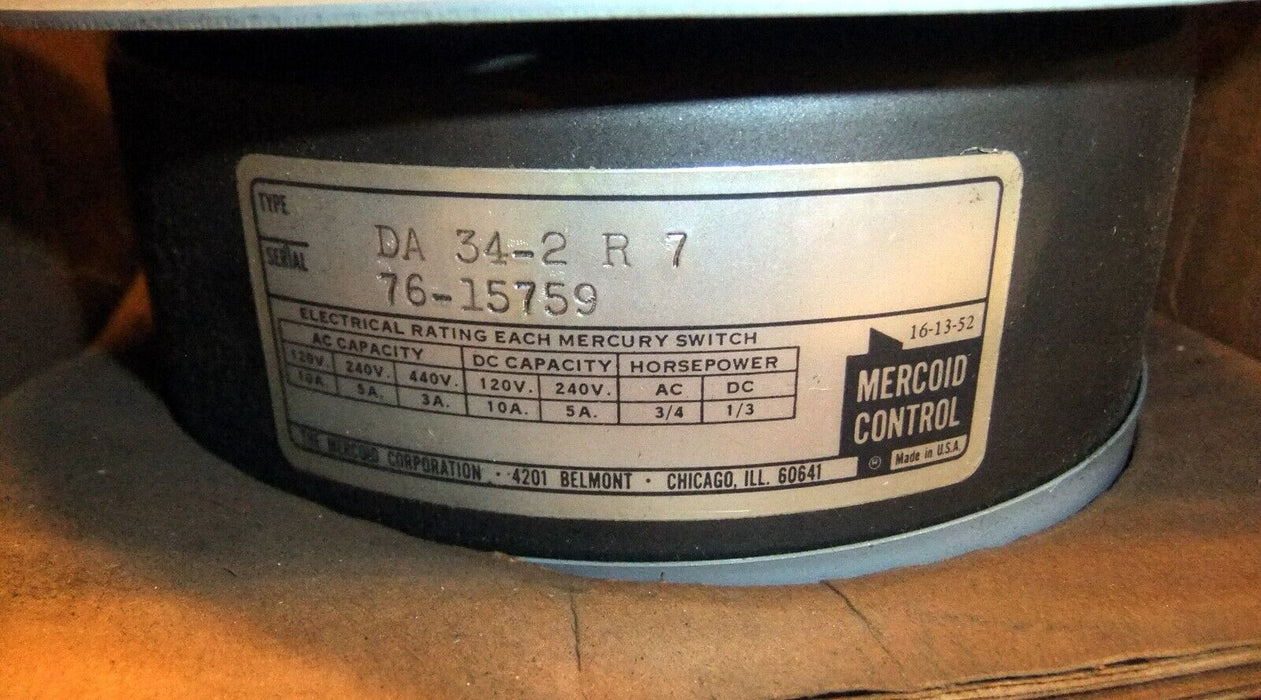 TYPE
DA 34-2 R 7
SERIAL
76-15759
ELECTRICAL RATING EACH MERCURY SWITCH
AC CAPACITY DC CAPACITY HORSEPOWER
120V. 240V. 440V. 120V. 240V. AC DC
10A. 5A. 3A. 10A. 5A. 3/4 1/3
16-13-52
MERCOID
CONTROL
M Made in U.S.A.
THE MERCOID CORPORATION · 4201 BELMONT · CHICAGO, ILL. 60641